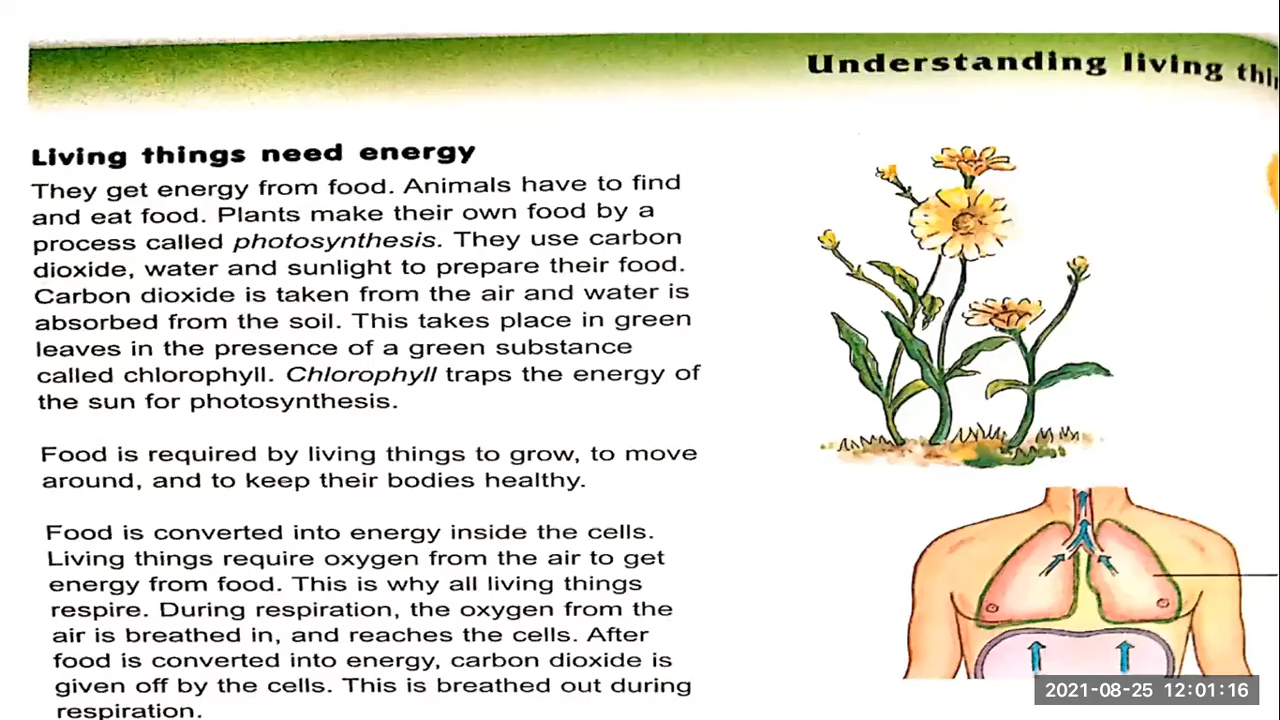 Understanding living
Living things need energy
They get energy from food. Animals have to find
and eat food. Plants make their own food by a
process called photosynthesis. They use carbon
dioxide, water and sunlight to prepare their food.
Carbon dioxide is taken from the air and water is
absorbed from the soil. This takes place in green
leaves in the presence of a green substance
called chlorophyll. Chlorophyll traps the energy of
the sun for photosynthesis.
Food is required by living things to grow, to move
around, and to keep their bodies healthy.
Food is converted into energy inside the cells.
Living things require oxygen from the air to get
energy from food. This is why all living things
respire. During respiration, the oxygen from the
air is breathed in, and reaches the cells. After
food is converted into energy, carbon dioxide is
given off by the cells. This is breathed out during
respiration.
2021-08-25 12:01:16